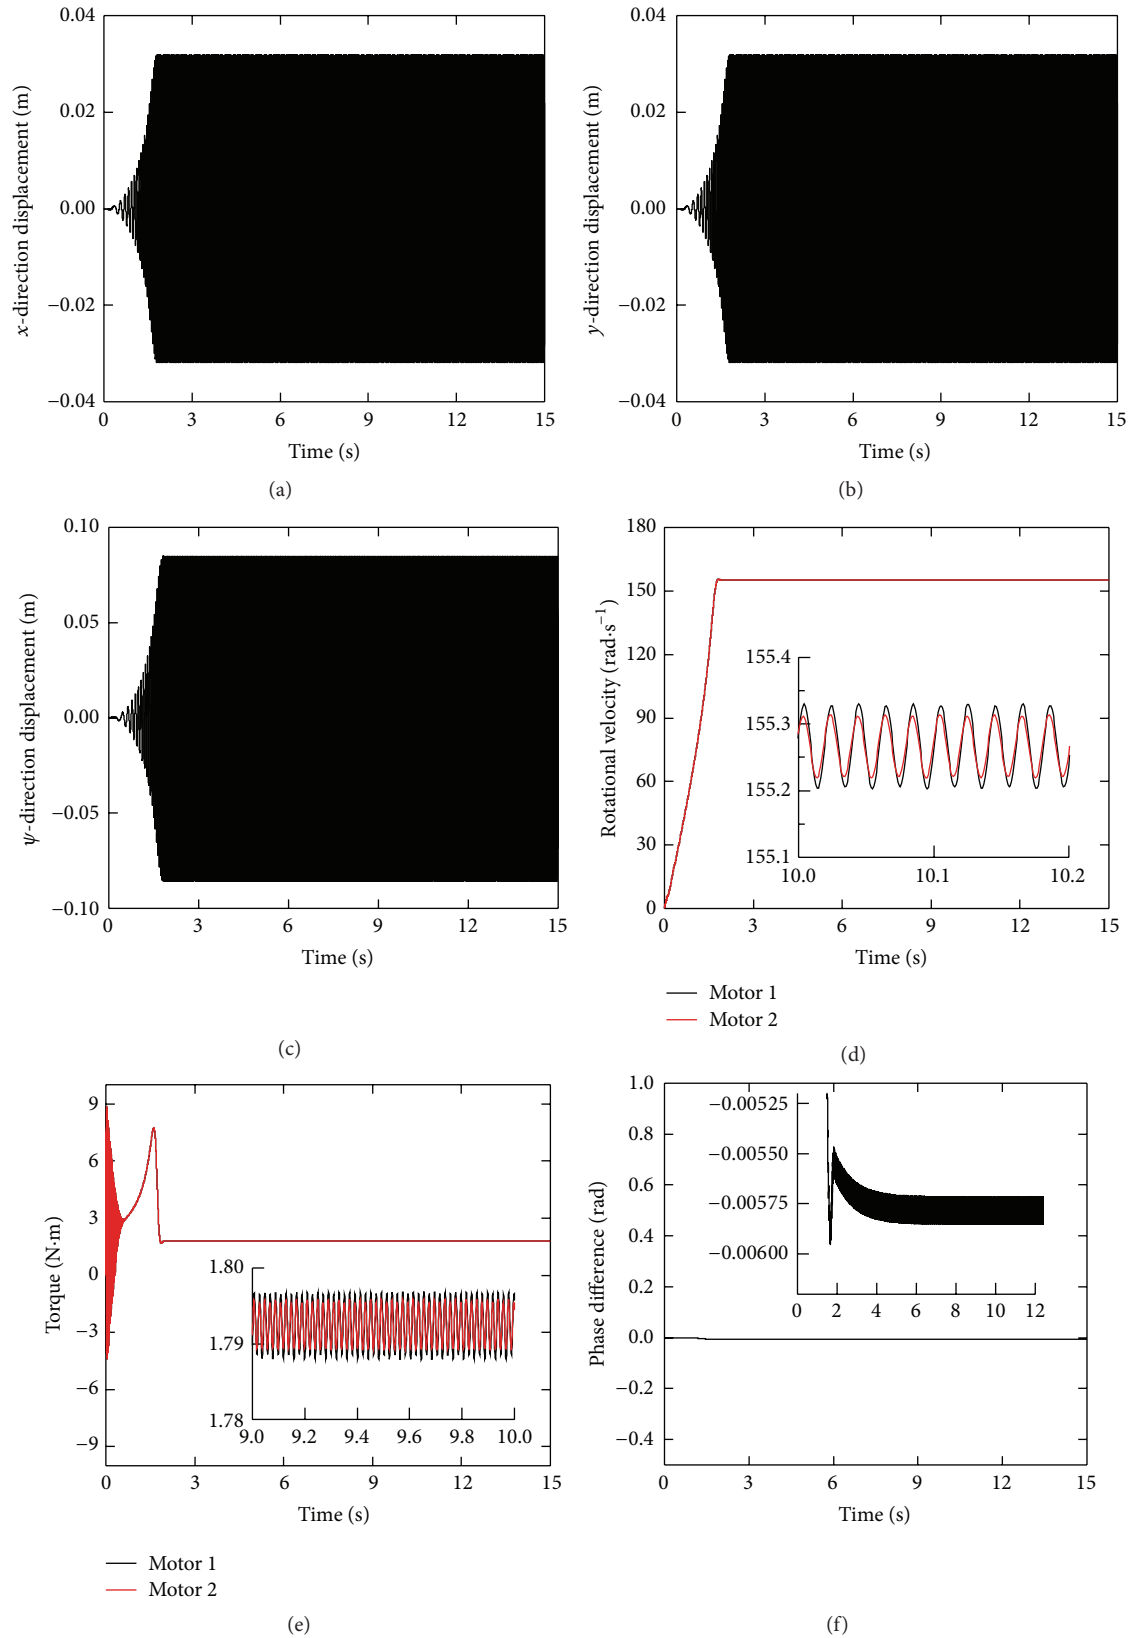 0.04
0.02
0.00
−0.02
−0.04
x-direction displacement (m)
0 3 6 9 12 15
Time (s)
(a)
0.04
0.02
0.00
−0.02
−0.04
y-direction displacement (m)
0 3 6 9 12 15
Time (s)
(b)
0.10
0.05
0.00
−0.05
−0.10
ψ-direction displacement (m)
0 3 6 9 12 15
Time (s)
(c)
180
150
120
90
60
30
0
Rotational velocity (rad·s⁻¹)
155.4
155.3
155.2
155.1
10.0 10.1 10.2
0 3 6 9 12 15
Time (s)
Motor 1
Motor 2
(d)
9
6
3
0
−3
−6
−9
Torque (N·m)
1.80
1.79
1.78
9.0 9.2 9.4 9.6 9.8 10.0
0 3 6 9 12 15
Time (s)
Motor 1
Motor 2
(e)
1.0
0.8
0.6
0.4
0.2
0.0
−0.2
−0.4
Phase difference (rad)
−0.00525
−0.00550
−0.00575
−0.00600
0 2 4 6 8 10 12
0 3 6 9 12 15
Time (s)
(f)